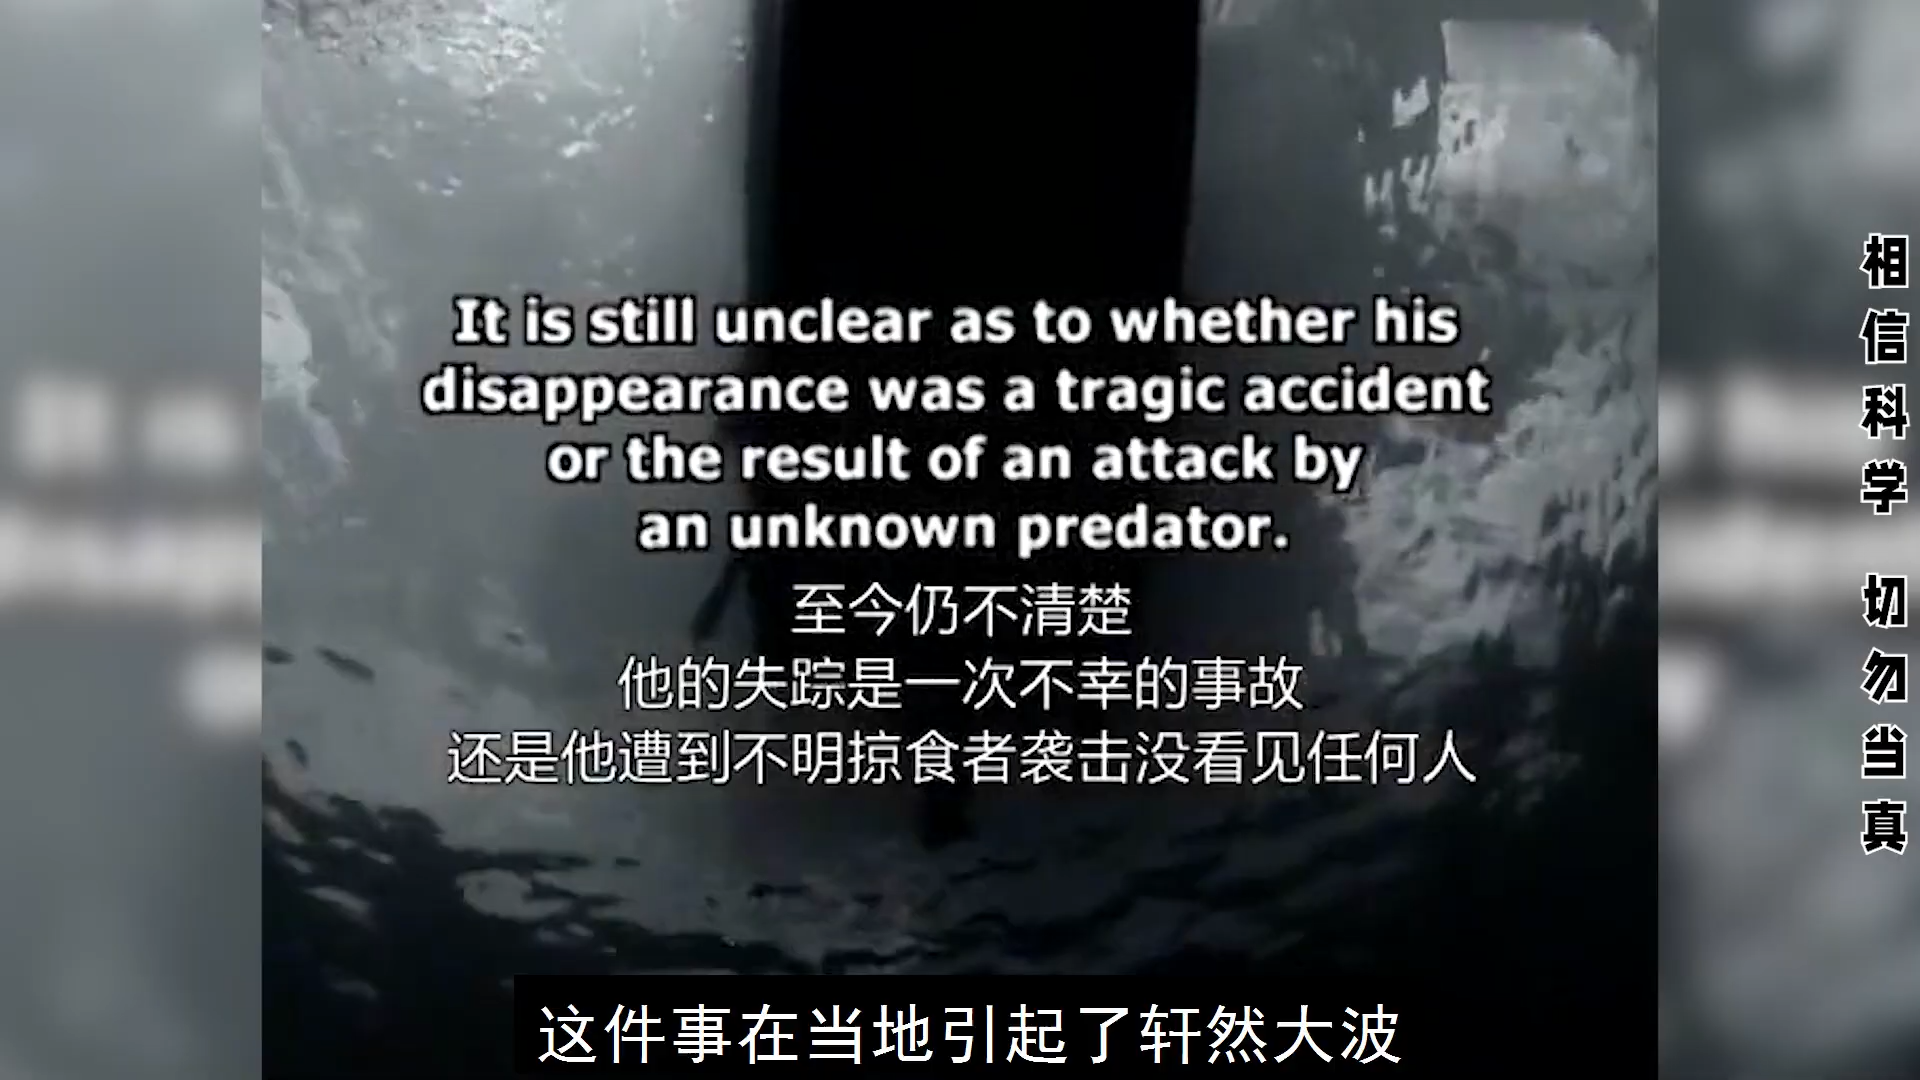 It is still unclear as to whether his
disappearance was a tragic accident
or the result of an attack by
an unknown predator.
至今仍不清楚
他的失踪是一次不幸的事故
还是他遭到不明掠食者袭击没看见任何人
这件事在当地引起了轩然大波
相信科学 切勿当真